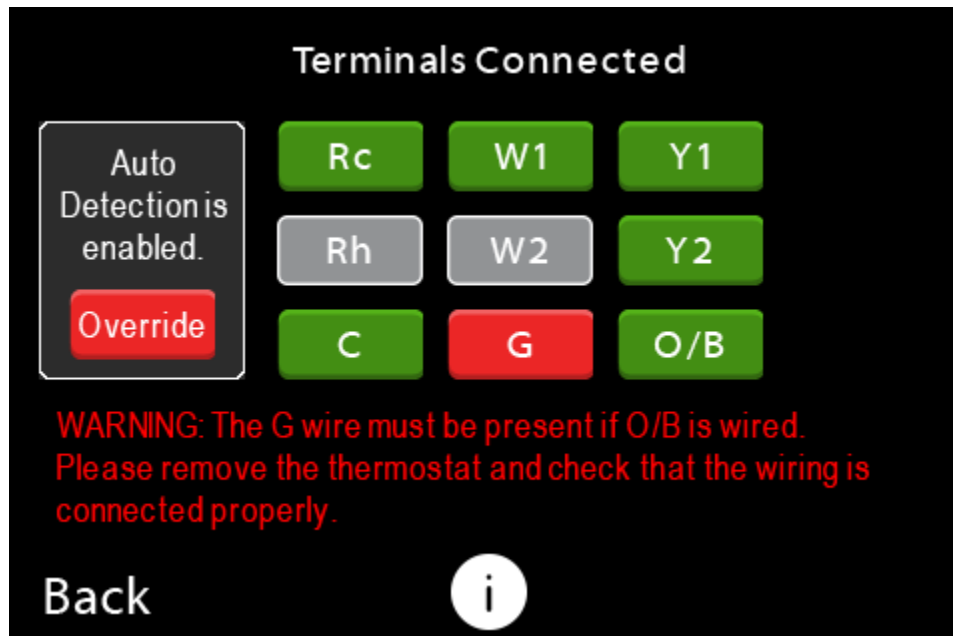 Terminals Connected
Auto
Detection is
enabled.
Override
Rc W1 Y1
Rh W2 Y2
C G O/B
WARNING: The G wire must be present if O/B is wired.
Please remove the thermostat and check that the wiring is
connected properly.
Back i